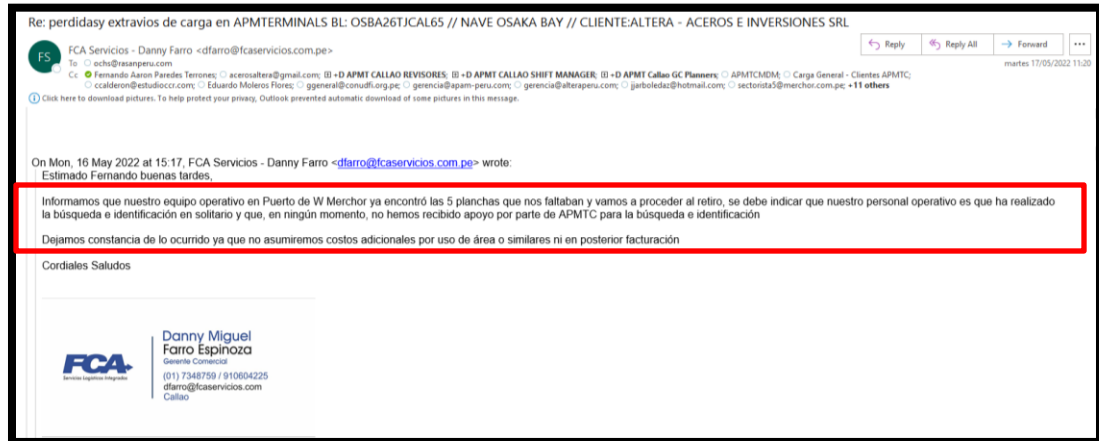 Re: perdidasy extravios de carga en APMTERMINALS BL: OSBA26TJCAL65 // NAVE OSAKA BAY // CLIENTE:ALTERA - ACEROS E INVERSIONES SRL
FS
FCA Servicios - Danny Farro <dfarro@fcaservicios.com.pe>
Reply
Reply All
Forward
To ochs@rasanperu.com
martes 17/05/2022 11:20
Cc Fernando Aaron Paredes Terrones; acerosaltera@gmail.com; +D APMT CALLAO REVISORES; +D APMT CALLAO SHIFT MANAGER; +D APMT Callao GC Planners; APMTCMDM; Carga General - Clientes APMTC;
ccalderon@estudioccr.com; Eduardo Moleros Flores; ggeneral@conudfi.org.pe; gerencia@apam-peru.com; gerencia@alteraperu.com; jjarboledaz@hotmail.com; sectorista5@merchor.com.pe; +11 others
Click here to download pictures. To help protect your privacy, Outlook prevented automatic download of some pictures in this message.
On Mon, 16 May 2022 at 15:17, FCA Servicios - Danny Farro <dfarro@fcaservicios.com.pe> wrote:
Estimado Fernando buenas tardes,
Informamos que nuestro equipo operativo en Puerto de W Merchor ya encontró las 5 planchas que nos faltaban y vamos a proceder al retiro, se debe indicar que nuestro personal operativo es que ha realizado
la búsqueda e identificación en solitario y que, en ningún momento, no hemos recibido apoyo por parte de APMTC para la búsqueda e identificación
Dejamos constancia de lo ocurrido ya que no asumiremos costos adicionales por uso de área o similares ni en posterior facturación
Cordiales Saludos
FCA
Servicios Logísticos Integrados
Danny Miguel
Farro Espinoza
Gerente Comercial
(01) 7348759 / 910604225
dfarro@fcaservicios.com
Callao